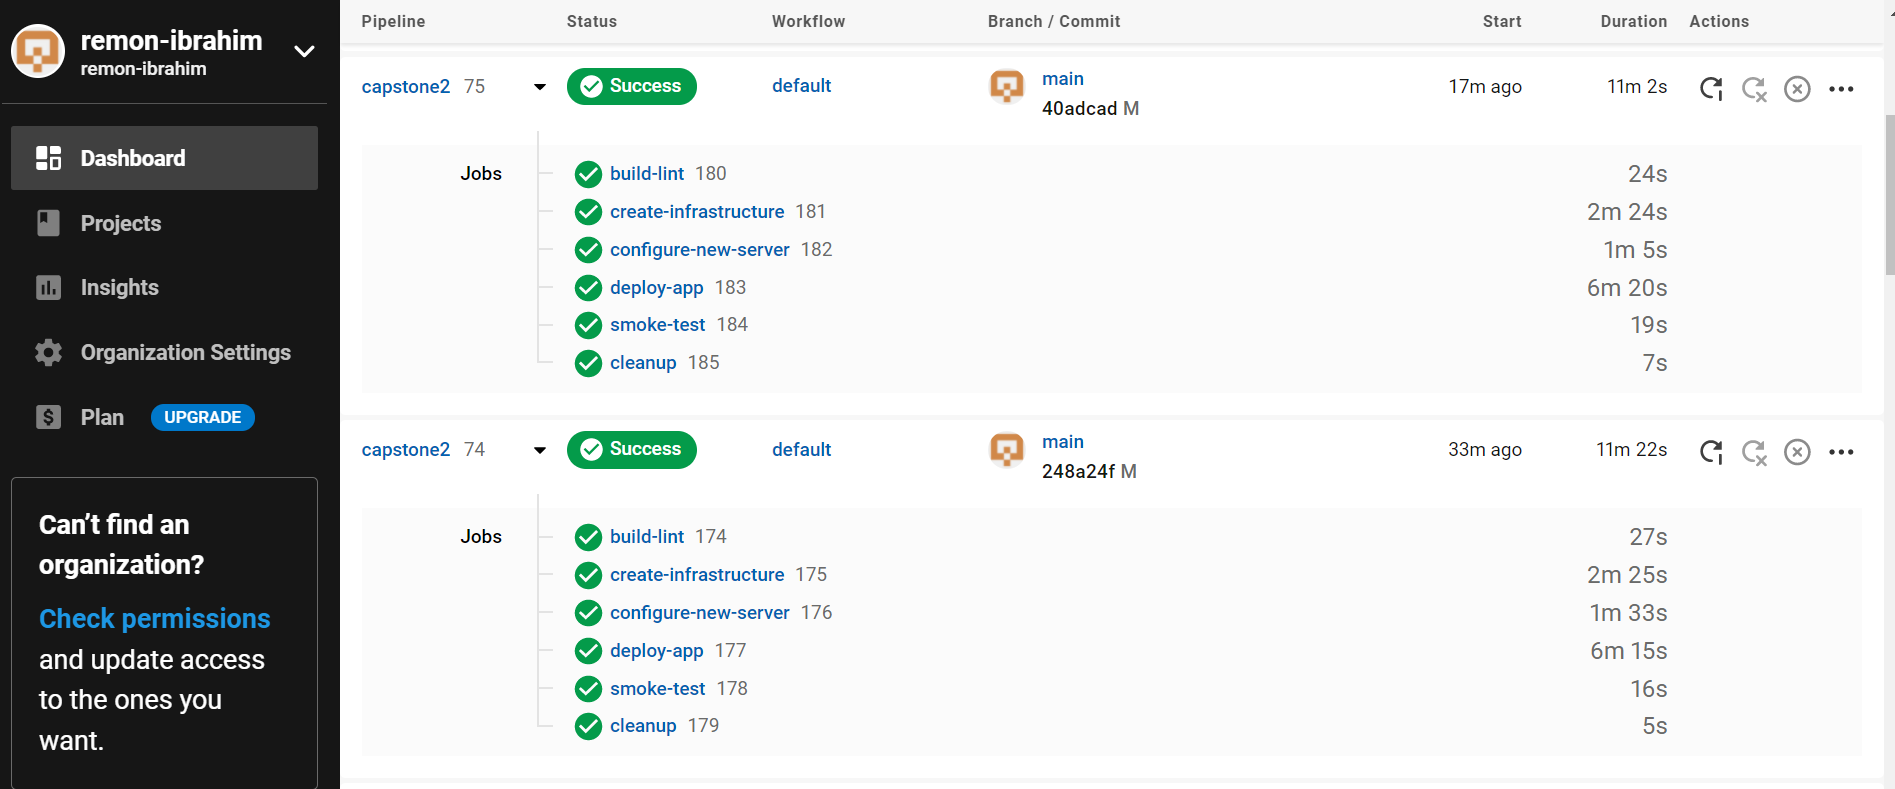 remon-ibrahim
remon-ibrahim
Dashboard
Projects
Insights
Organization Settings
Plan UPGRADE
Can’t find an
organization?
Check permissions
and update access
to the ones you
want.
Pipeline Status Workflow Branch / Commit Start Duration Actions
capstone2 75 Success default main 17m ago 11m 2s
40adcad M
Jobs build-lint 180 24s
create-infrastructure 181 2m 24s
configure-new-server 182 1m 5s
deploy-app 183 6m 20s
smoke-test 184 19s
cleanup 185 7s
capstone2 74 Success default main 33m ago 11m 22s
248a24f M
Jobs build-lint 174 27s
create-infrastructure 175 2m 25s
configure-new-server 176 1m 33s
deploy-app 177 6m 15s
smoke-test 178 16s
cleanup 179 5s